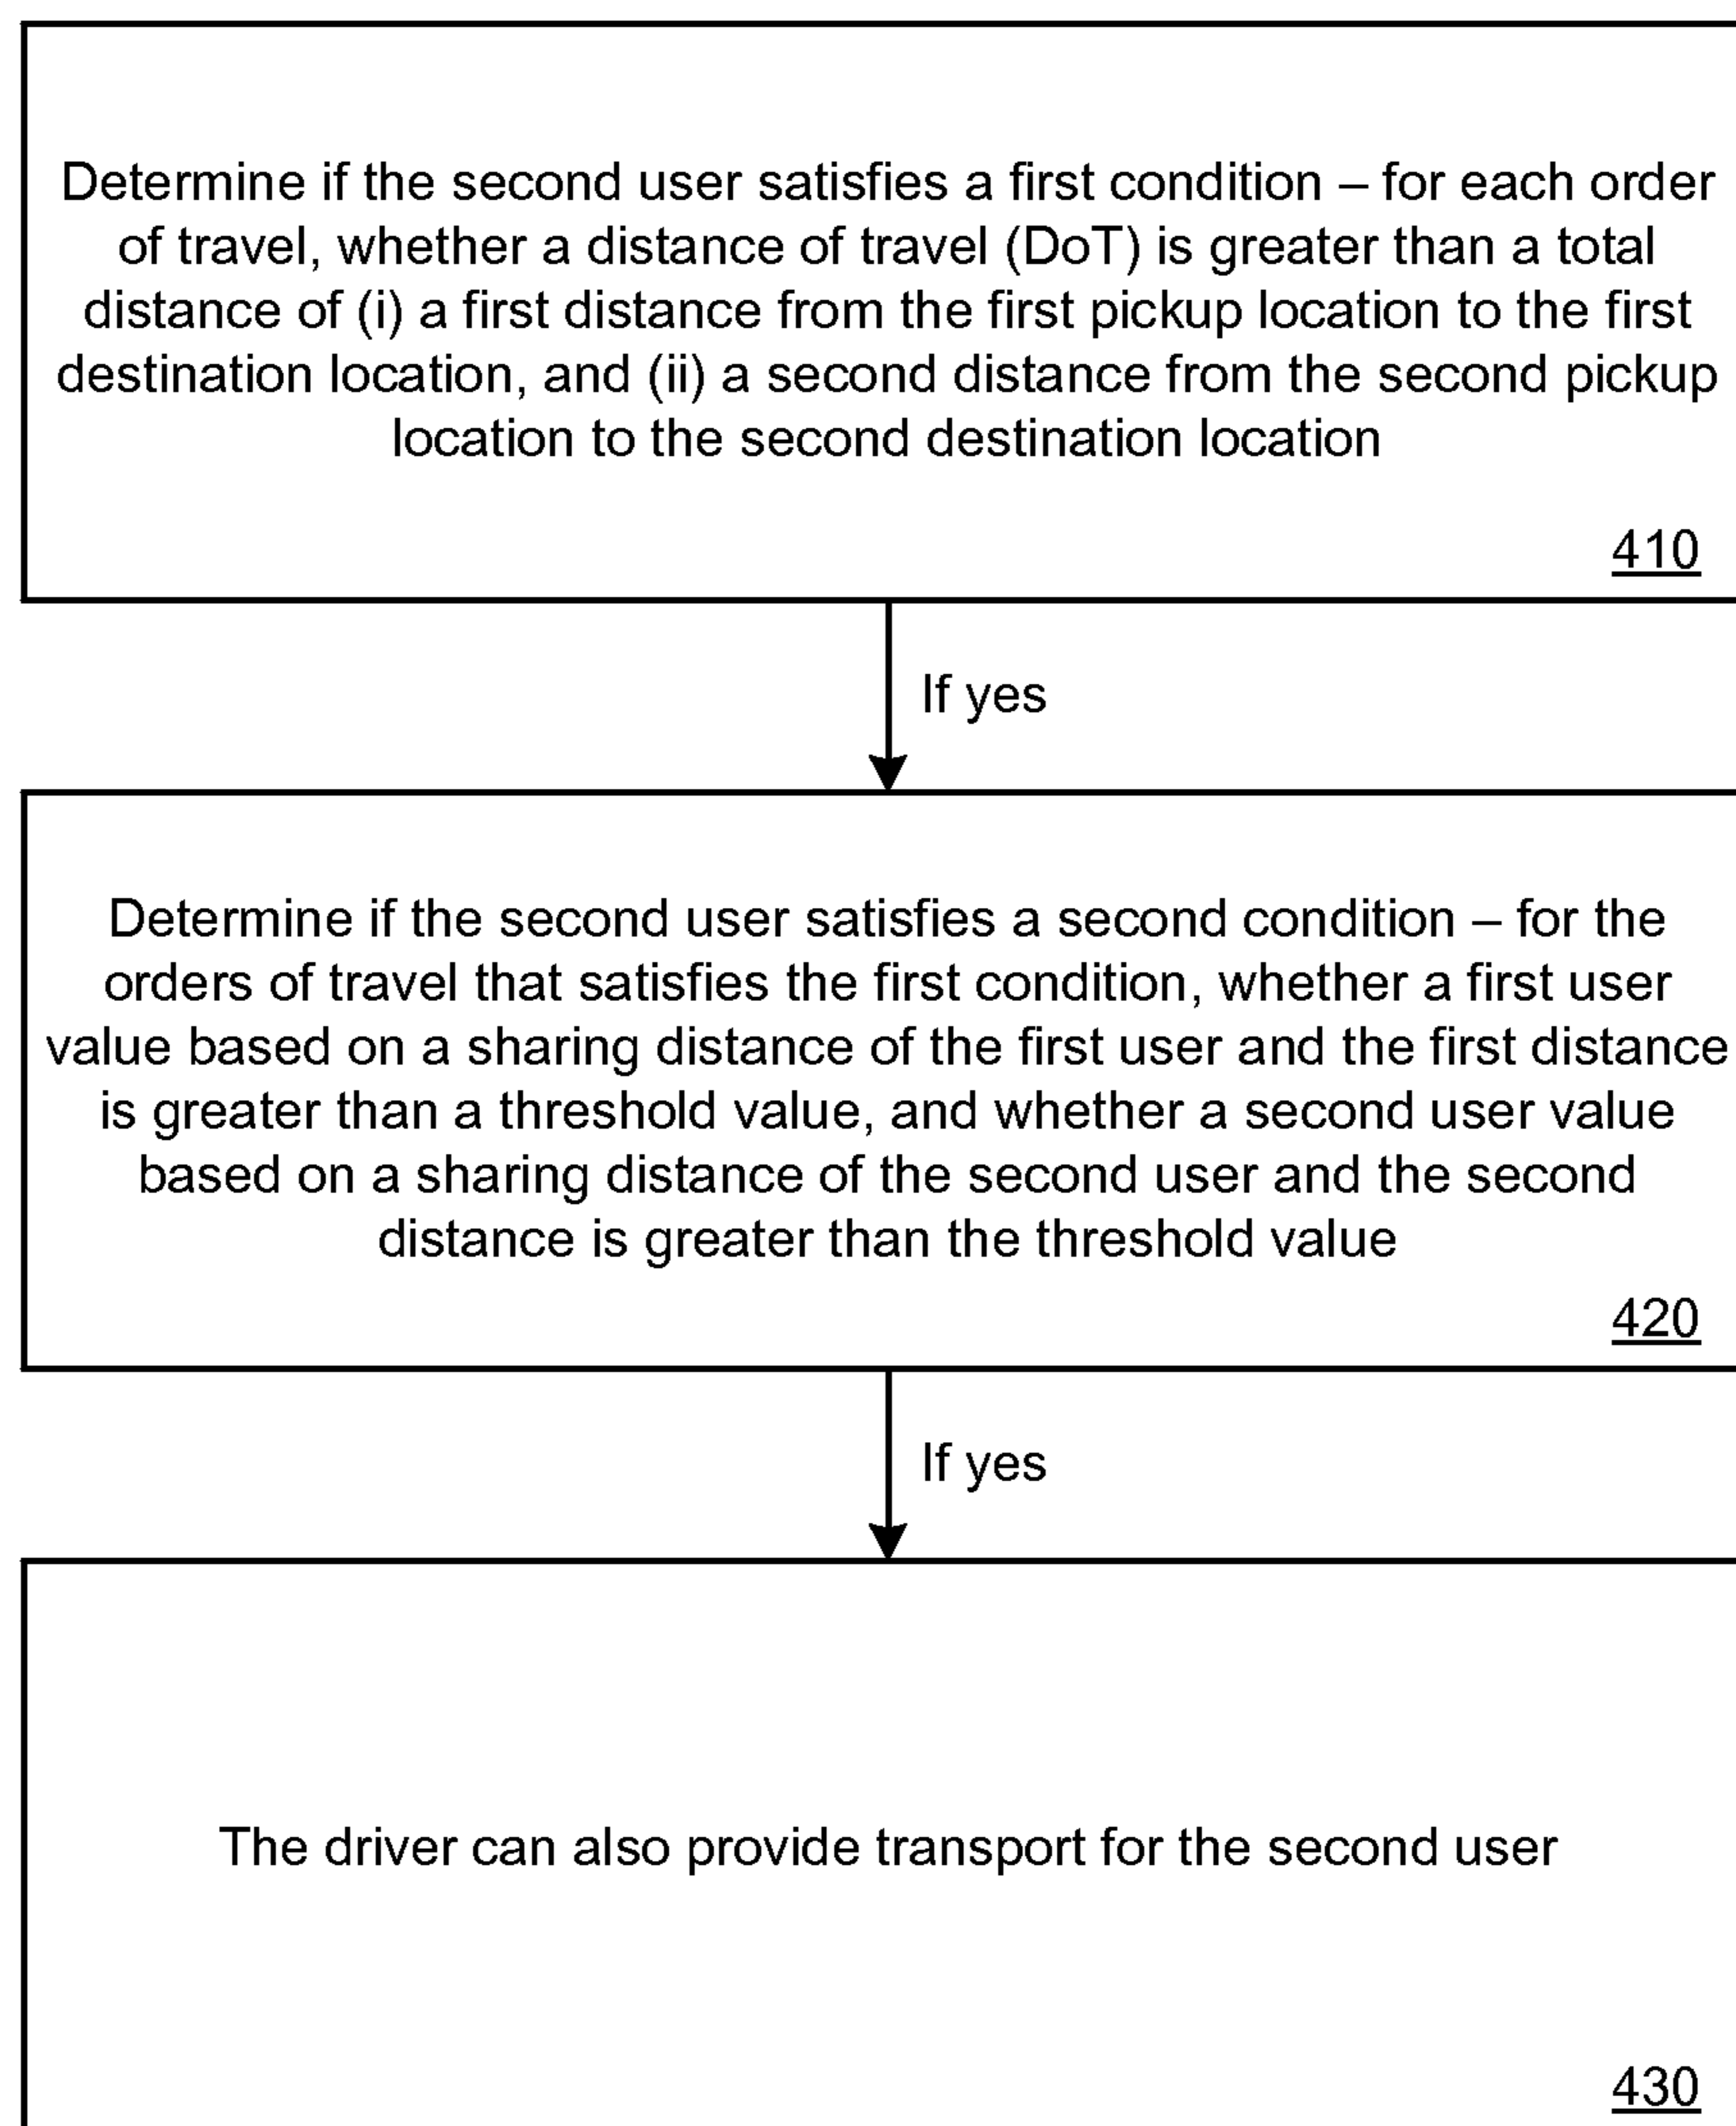 Determine if the second user satisfies a first condition – for each order
of travel, whether a distance of travel (DoT) is greater than a total
distance of (i) a first distance from the first pickup location to the first
destination location, and (ii) a second distance from the second pickup
location to the second destination location
410
If yes
Determine if the second user satisfies a second condition – for the
orders of travel that satisfies the first condition, whether a first user
value based on a sharing distance of the first user and the first distance
is greater than a threshold value, and whether a second user value
based on a sharing distance of the second user and the second
distance is greater than the threshold value
420
If yes
The driver can also provide transport for the second user
430